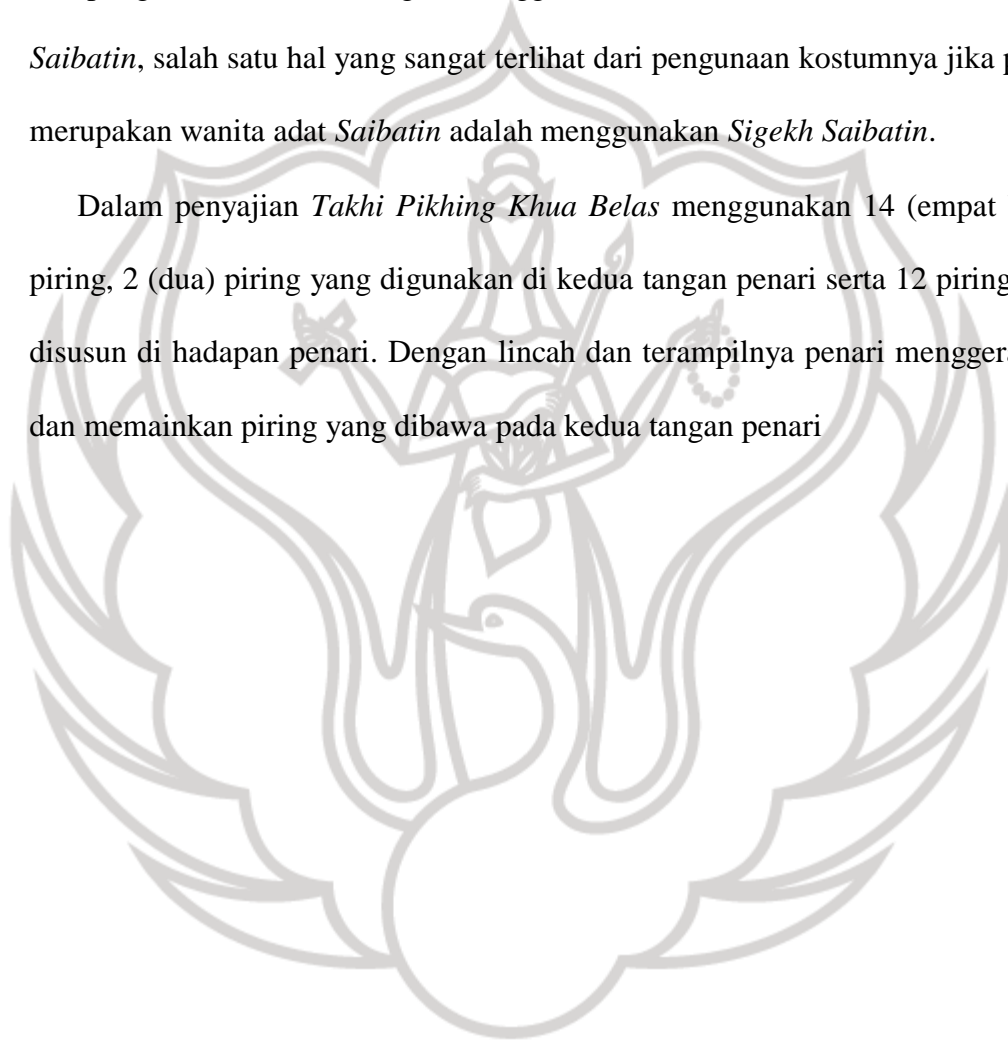 Saibatin, salah satu hal yang sangat terlihat dari pengunaan kostumnya jika
merupakan wanita adat Saibatin adalah menggunakan Sigekh Saibatin.
Dalam penyajian Takhi Pikhing Khua Belas menggunakan 14 (empat
piring, 2 (dua) piring yang digunakan di kedua tangan penari serta 12 piring
disusun di hadapan penari. Dengan lincah dan terampilnya penari
dan memainkan piring yang dibawa pada kedua tangan penari